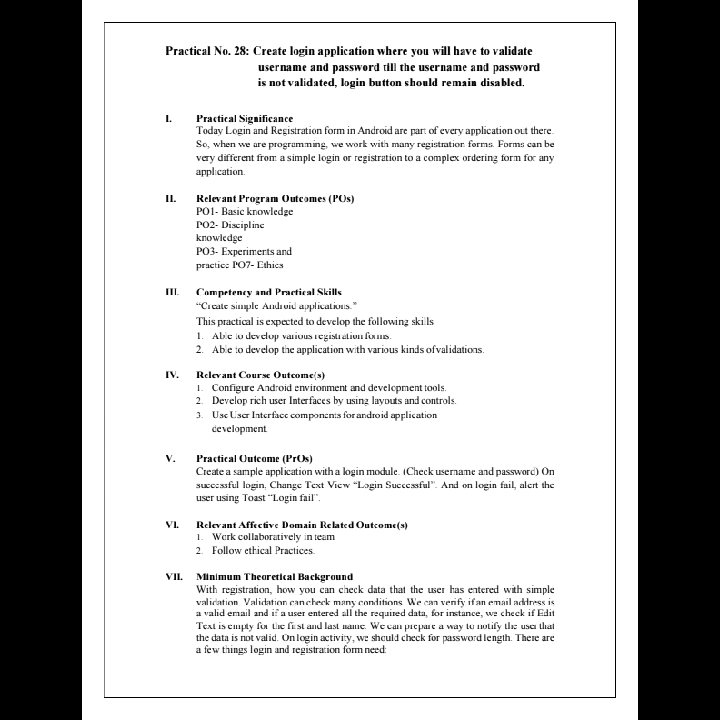 Practical No. 28: Create login application where you will have to validate
username and password till the username and password
is not validated, login button should remain disabled.
I. Practical Significance
Today Login and Registration form in Android are part of every application out there.
So, when we are programming, we work with many registration forms. Forms can be
very different from a simple login or registration to a complex ordering form for any
application.
II. Relevant Program Outcomes (POs)
PO1- Basic knowledge
PO2- Discipline
knowledge
PO3- Experiments and
practice PO7- Ethics
III. Competency and Practical Skills
“Create simple Android applications.”
This practical is expected to develop the following skills
1. Able to develop various registration forms.
2. Able to develop the application with various kinds of validations.
IV. Relevant Course Outcome(s)
1. Configure Android environment and development tools.
2. Develop rich user Interfaces by using layouts and controls.
3. Use User Interface components for android application
development.
V. Practical Outcome (PrOs)
Create a sample application with a login module. (Check username and password) On
successful login, Change Text View “Login Successful”. And on login fail, alert the
user using Toast “Login fail”.
VI. Relevant Affective Domain Related Outcome(s)
1. Work collaboratively in team
2. Follow ethical Practices.
VII. Minimum Theoretical Background
With registration, how you can check data that the user has entered with simple
validation. Validation can check many conditions. We can verify if an email address is
a valid email and if a user entered all the required data, for instance, we check if Edit
Text is empty for the first and last name. We can prepare a way to notify the user that
the data is not valid. On login activity, we should check for password length. There are
a few things login and registration form need: